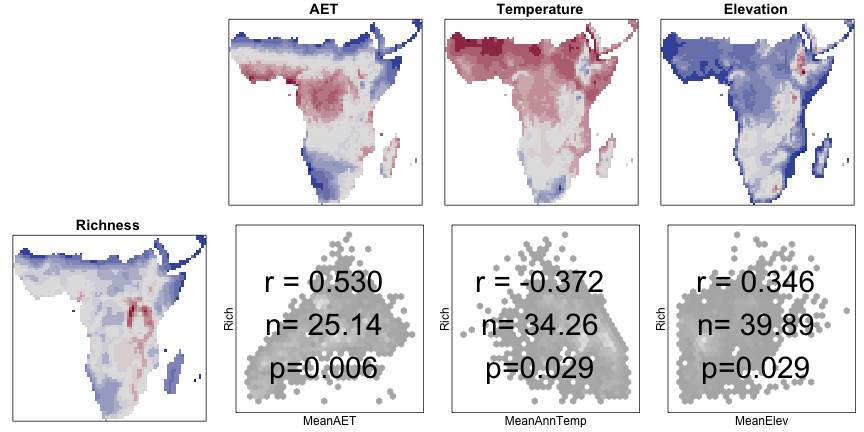 AET
Temperature
Elevation
Richness
Rich
r = 0.530
n= 25.14
p=0.006
MeanAET
Rich
r = -0.372
n= 34.26
p=0.029
MeanAnnTemp
Rich
r = 0.346
n= 39.89
p=0.029
MeanElev